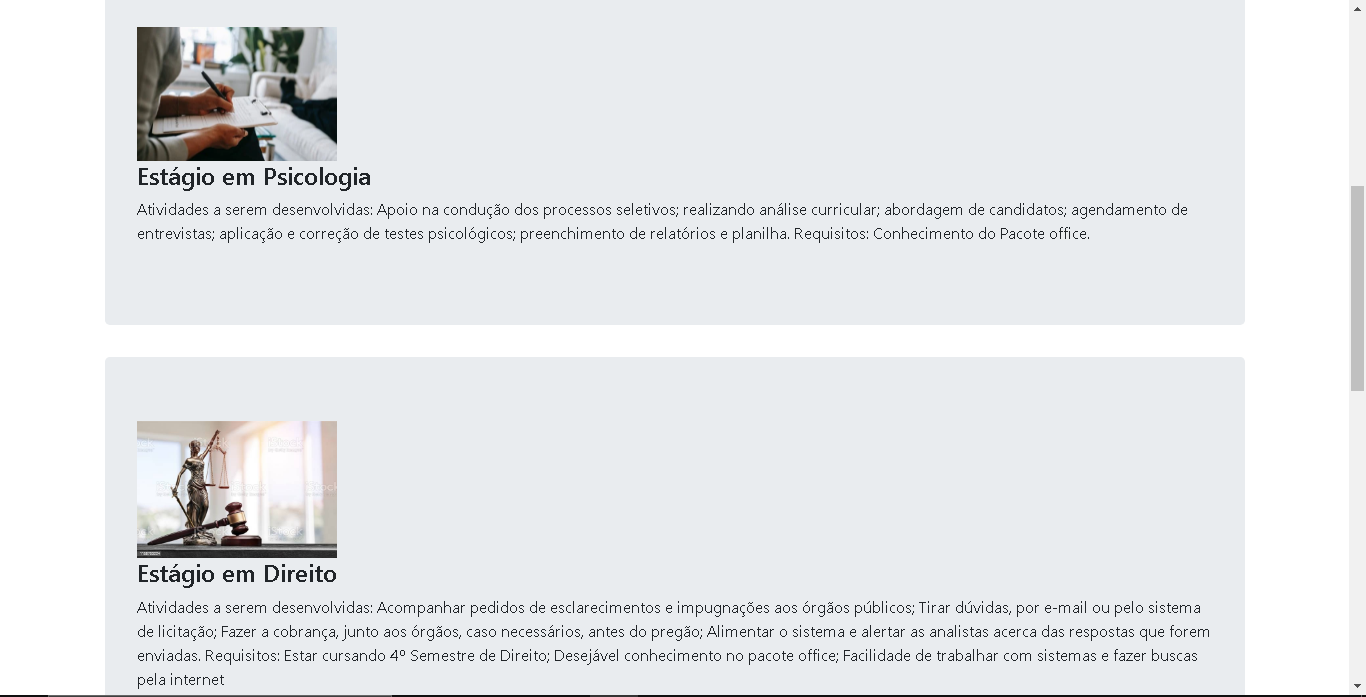 Estágio em Psicologia
Atividades a serem desenvolvidas: Apoio na condução dos processos seletivos; realizando análise curricular; abordagem de candidatos; agendamento de
entrevistas; aplicação e correção de testes psicológicos; preenchimento de relatórios e planilha. Requisitos: Conhecimento do Pacote office.
Estágio em Direito
Atividades a serem desenvolvidas: Acompanhar pedidos de esclarecimentos e impugnações aos órgãos públicos; Tirar dúvidas, por e-mail ou pelo sistema
de licitação; Fazer a cobrança, junto aos órgãos, caso necessários, antes do pregão; Alimentar o sistema e alertar as analistas acerca das respostas que forem
enviadas. Requisitos: Estar cursando 4º Semestre de Direito; Desejável conhecimento no pacote office; Facilidade de trabalhar com sistemas e fazer buscas
pela internet